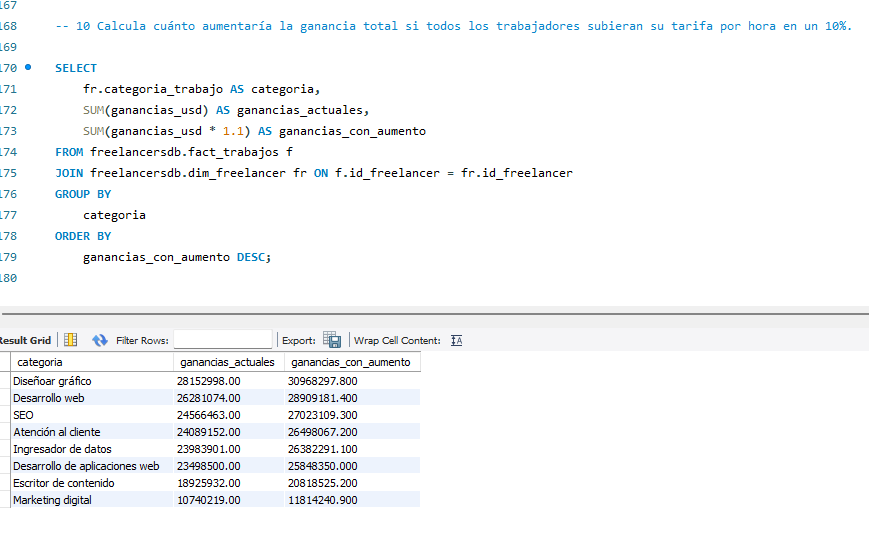 167
168 -- 10 Calcula cuánto aumentaría la ganancia total si todos los trabajadores subieran su tarifa por hora en un 10%.
169
170 SELECT
171 fr.categoria_trabajo AS categoria,
172 SUM(ganancias_usd) AS ganancias_actuales,
173 SUM(ganancias_usd * 1.1) AS ganancias_con_aumento
174 FROM freelancersdb.fact_trabajos f
175 JOIN freelancersdb.dim_freelancer fr ON f.id_freelancer = fr.id_freelancer
176 GROUP BY
177 categoria
178 ORDER BY
179 ganancias_con_aumento DESC;
180
Result Grid Filter Rows: Export: Wrap Cell Content:
categoria ganancias_actuales ganancias_con_aumento
Diseñoar gráfico 28152998.00 30968297.800
Desarrollo web 26281074.00 28909181.400
SEO 24566463.00 27023109.300
Atención al cliente 24089152.00 26498067.200
Ingresador de datos 23983901.00 26382291.100
Desarrollo de aplicaciones web 23498500.00 25848350.000
Escritor de contenido 18925932.00 20818525.200
Marketing digital 10740219.00 11814240.900